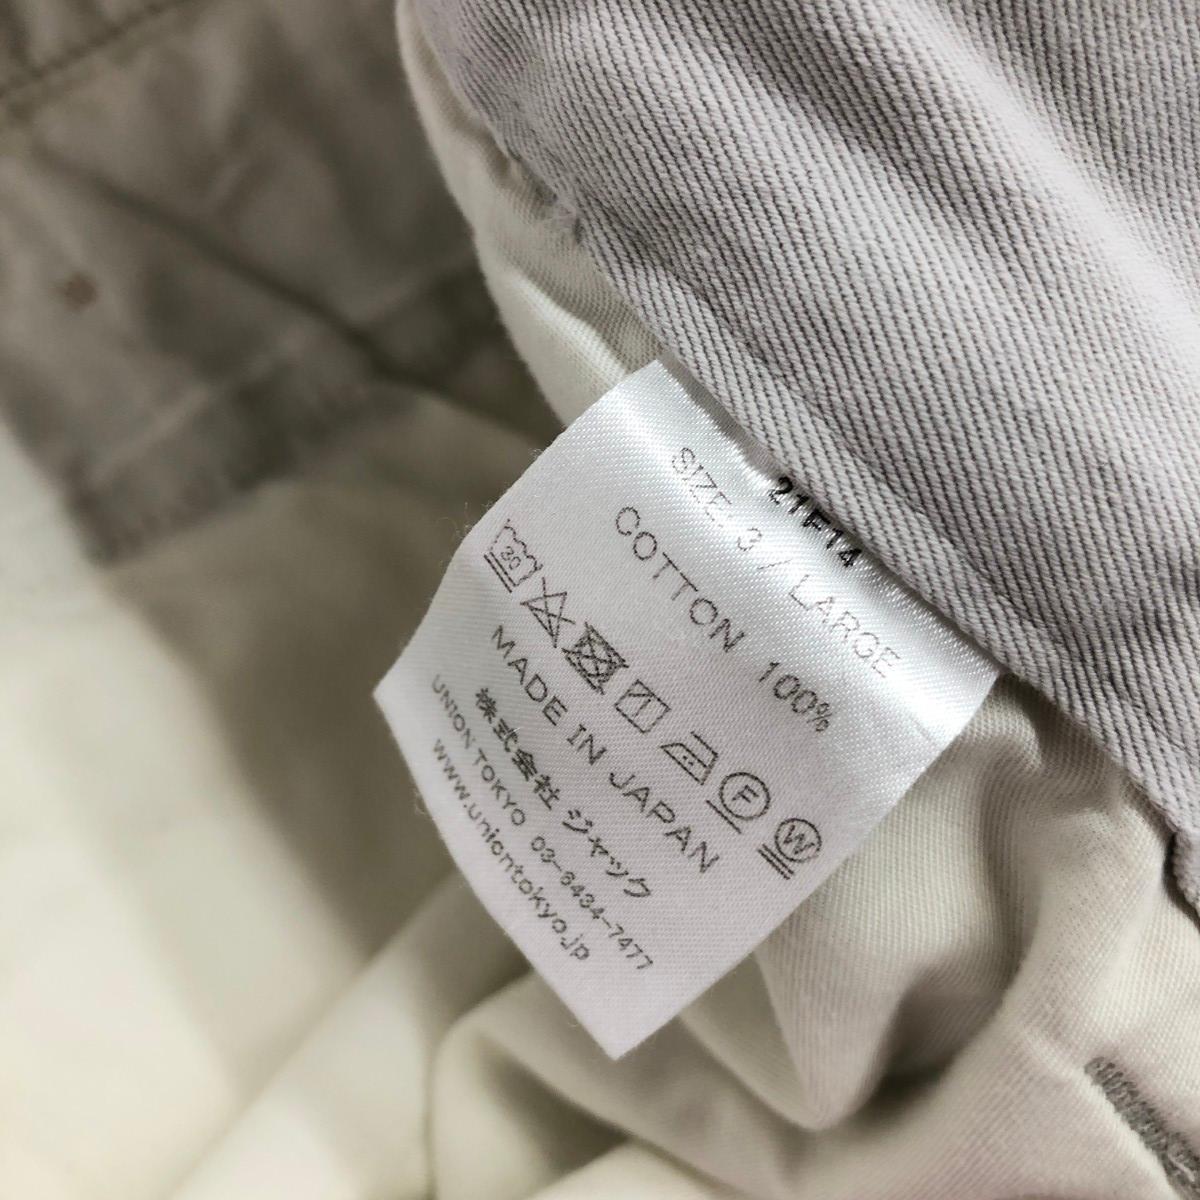 21F14
SIZE. 3 / LARGE
COTTON 100%
30 F W
MADE IN JAPAN
株式会社 ジャック
UNION TOKYO 03-6434-7477
www.uniontokyo.jp